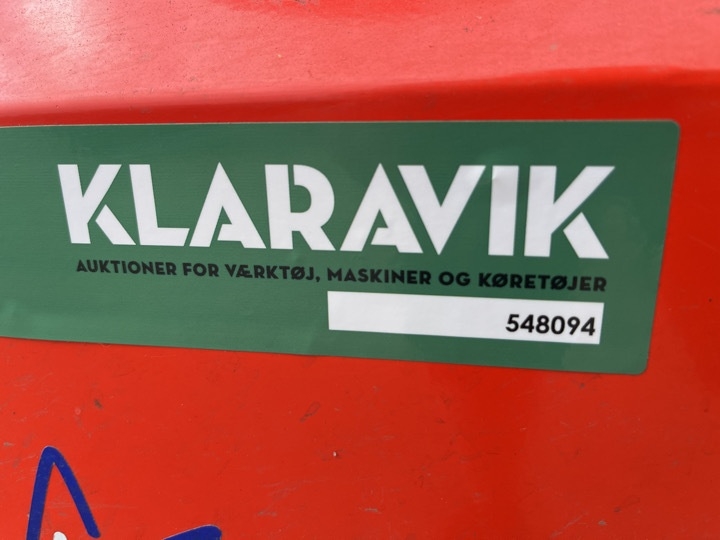 KLARAVIK
AUKTIONER FOR VÆRKTØJ, MASKINER OG KØRETØJER
548094